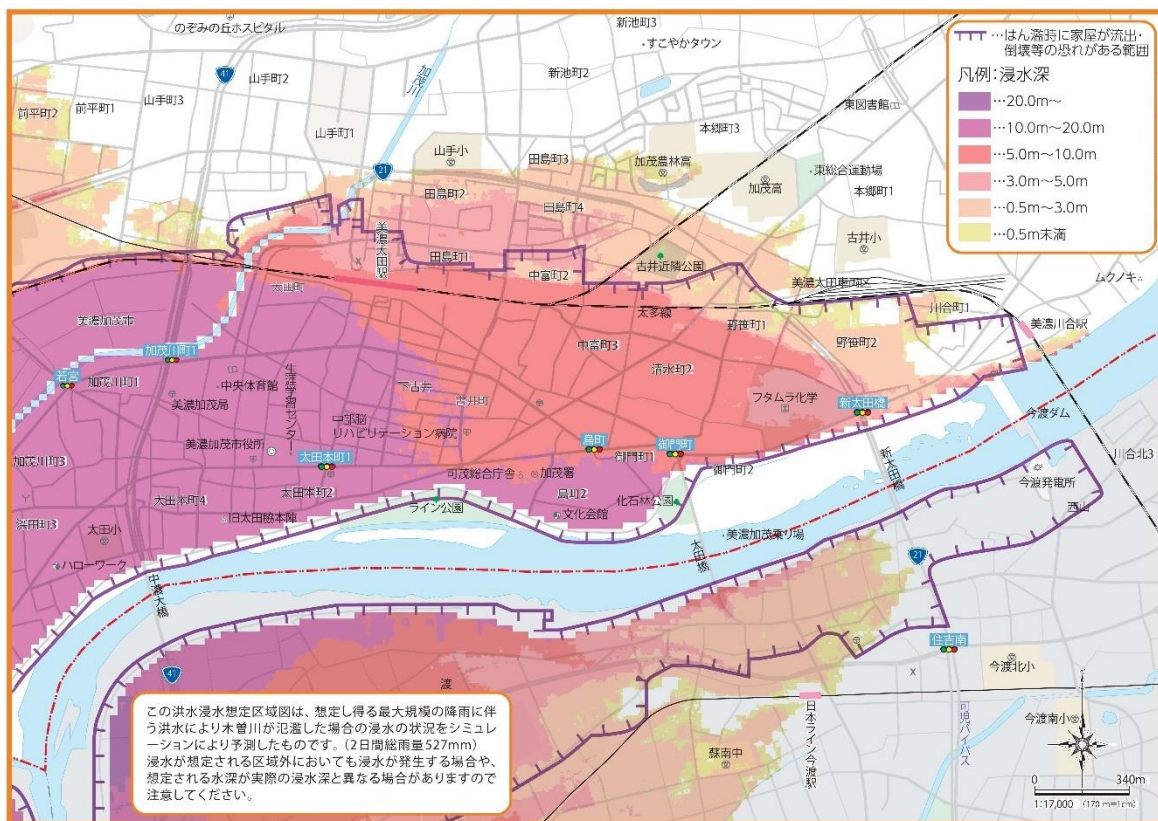 のぞみの丘ホスピタル
新池町3
すこやかタウン
山手町2
新池町2
加茂川
41
前平町2
前平町1
山手町3
山手町1
本郷町3
東図書館
山手小
田島町3
加茂農林高
加茂高
東総合運動場
本郷町1
21
田島町2
田島町4
古井小
美濃太田駅
田島町1
中富町2
古井近隣公園
美濃太田車両区
ムクノキ
太田町
太多線
野笹町1
川合町1
美濃川合駅
美濃加茂市
加茂川町1
中富町3
野笹町2
若宮
加茂川町1
中央体育館
生涯学習センター
下古井
古井町
清水町2
フタムラ化学
新太田橋
今渡ダム
美濃加茂局
中部脳
リハビリテーション病院
美濃加茂市役所
太田本町1
島町
御門町
加茂川町3
可茂総合庁舎
加茂署
御門町1
御門町2
新太田橋
川合北3
太田本町4
太田本町2
島町2
化石林公園
今渡発電所
深田町3
旧太田脇本陣
ライン公園
文化会館
西山
太田小
美濃加茂乗り場
ハローワーク
中濃大橋
太田橋
21
住吉南
今渡北小
41
渡
日本ライン今渡駅
可児バイパス
今渡南小
蘇南中
0 340m
1:17,000 (170 m=1cm)
…はん濫時に家屋が流出・
倒壊等の恐れがある範囲
凡例:浸水深
…20.0m～
…10.0m～20.0m
…5.0m～10.0m
…3.0m～5.0m
…0.5m～3.0m
…0.5m未満
この洪水浸水想定区域図は、想定し得る最大規模の降雨に伴
う洪水により木曽川が氾濫した場合の浸水の状況をシミュレ
ーションにより予測したものです。(2日間総雨量527mm)
浸水が想定される区域外においても浸水が発生する場合や、
想定される水深が実際の浸水深と異なる場合がありますので
注意してください。